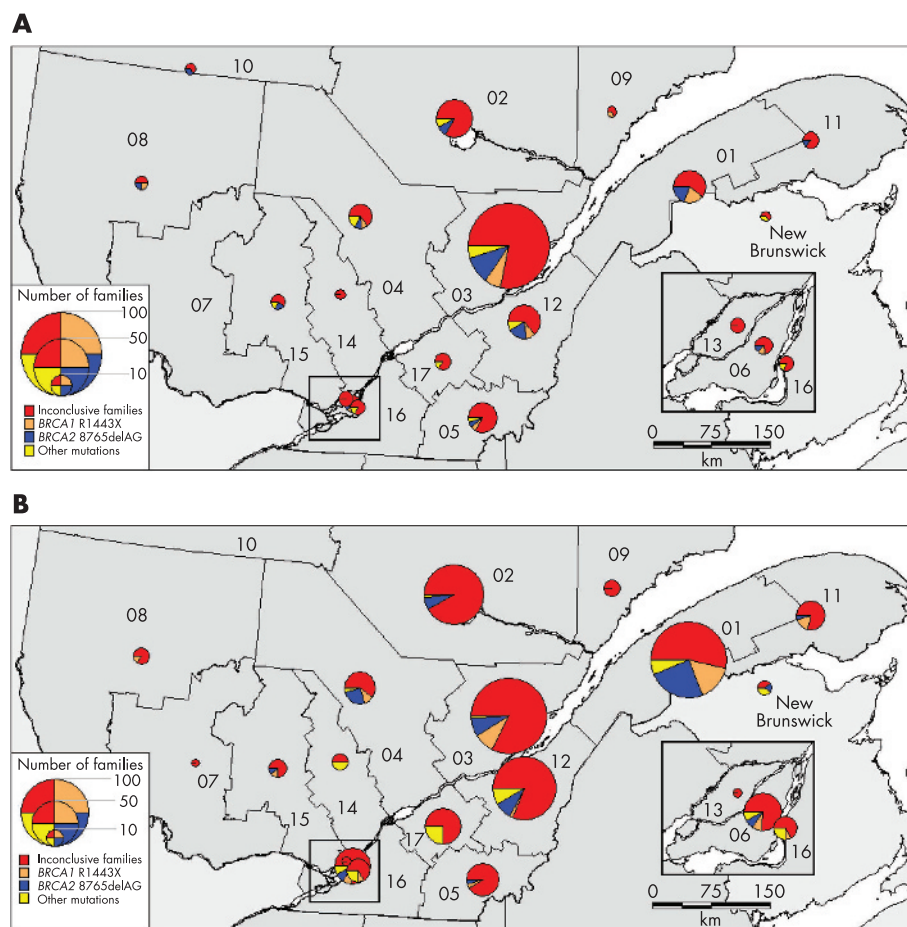 A
10
09
02
08
11
01
New
Brunswick
Number of families
100
50
10
07
04
03
12
15
14
17
13
06
16
16
05
0 75 150
km
Inconclusive families
BRCA1 R1443X
BRCA2 8765delAG
Other mutations
B
10
09
02
08
11
01
New
Brunswick
Number of families
100
50
10
07
04
03
12
15
14
17
13
06
16
16
05
0 75 150
km
Inconclusive families
BRCA1 R1443X
BRCA2 8765delAG
Other mutations